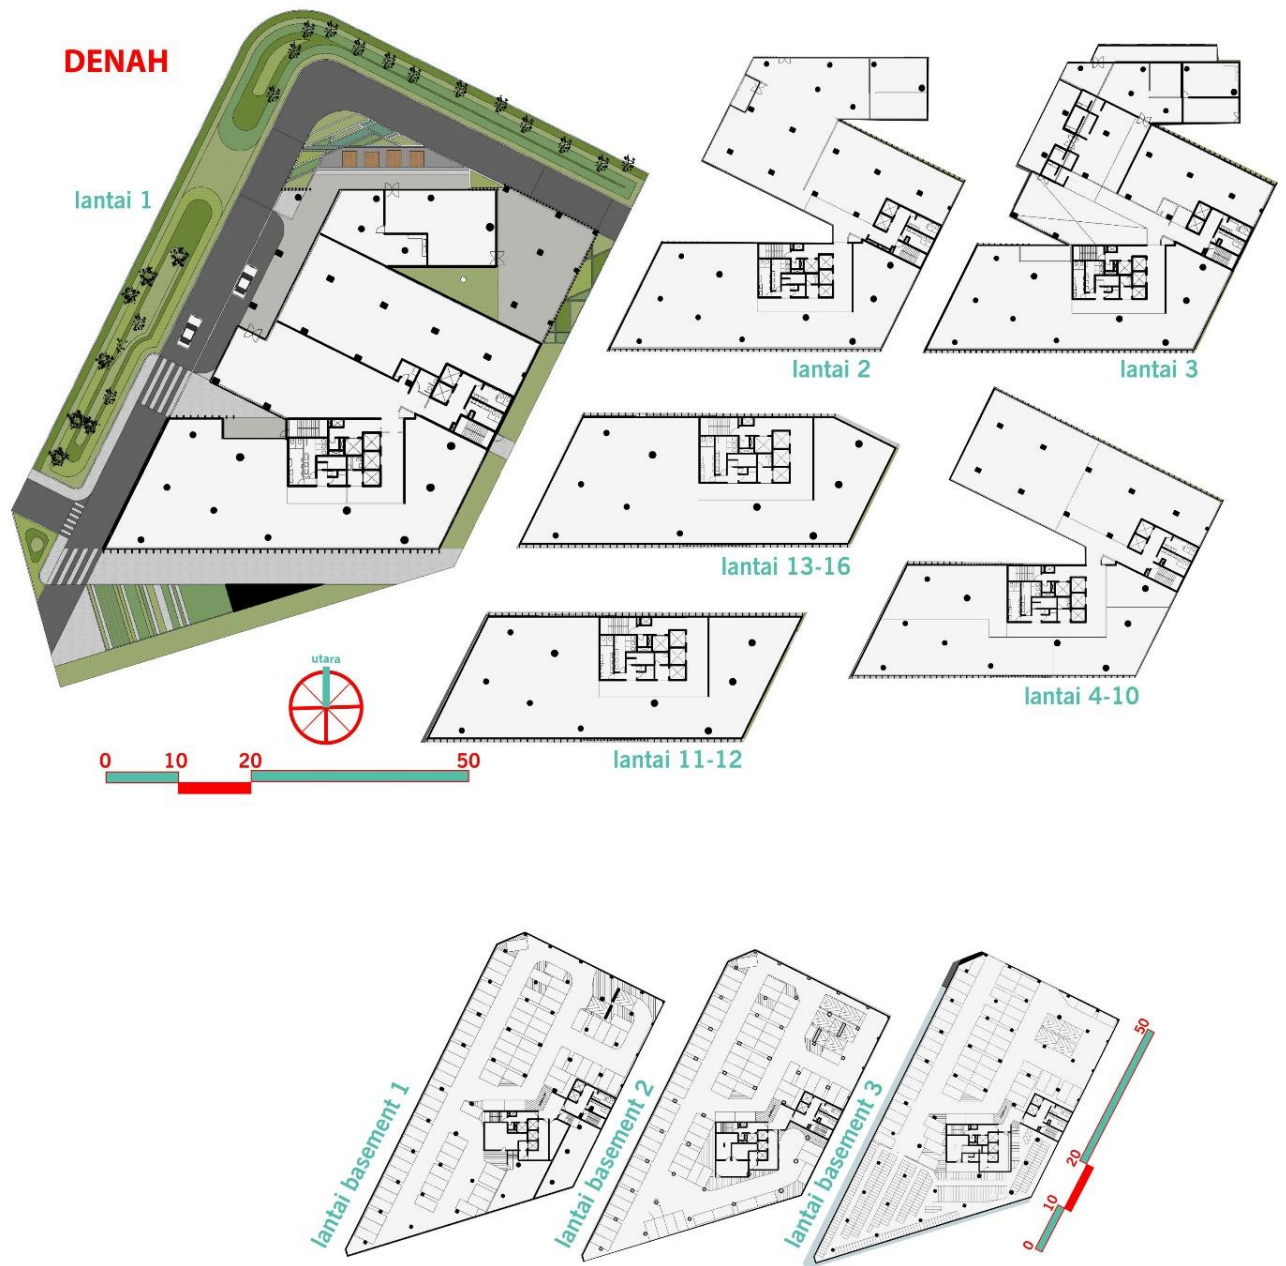 DENAH
lantai 1
lantai 2
lantai 3
lantai 13-16
lantai 4-10
utara
lantai 11-12
0 10 20 50
lantai basement 1
lantai basement 2
lantai basement 3
0 10 20 50